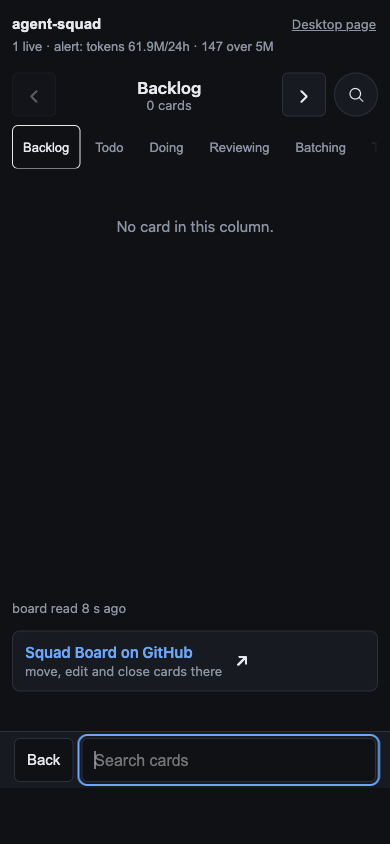 agent-squad
Desktop page
1 live · alert: tokens 61.9M/24h · 147 over 5M
Backlog
0 cards
Backlog
Todo
Doing
Reviewing
Batching
No card in this column.
board read 8 s ago
Squad Board on GitHub
move, edit and close cards there
Back
Search cards